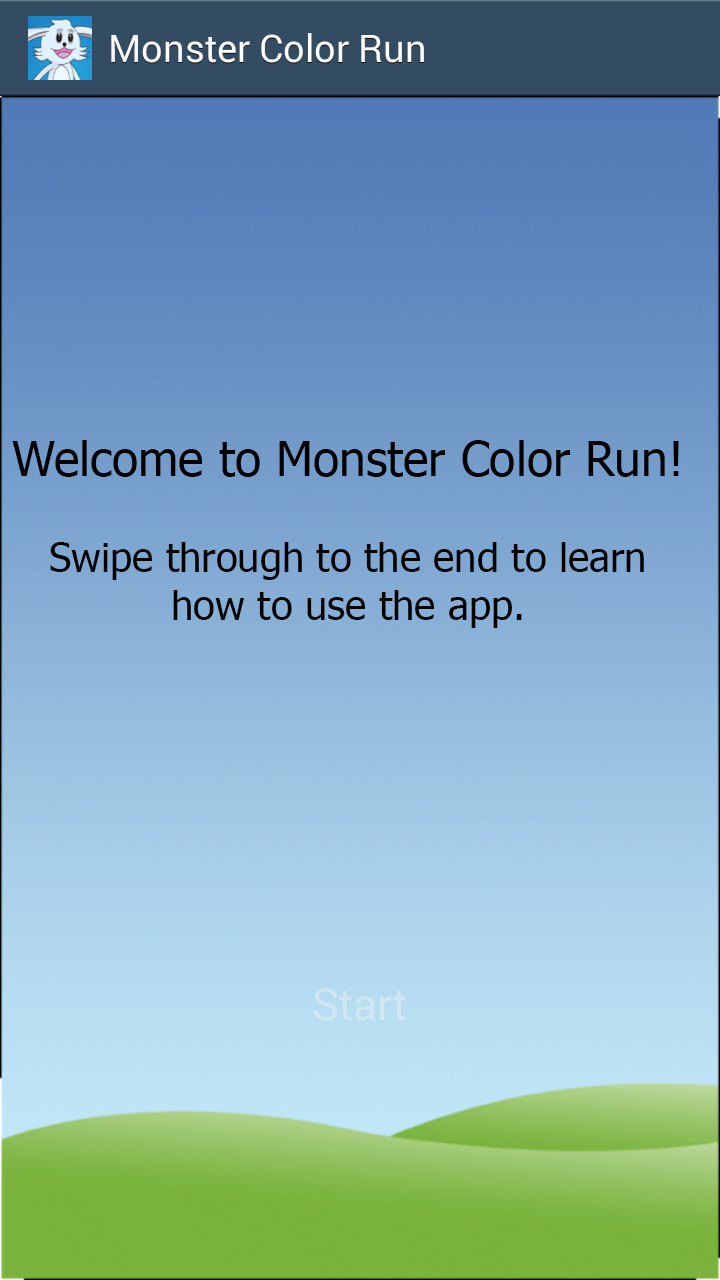 Monster Color Run
Welcome to Monster Color Run!
Swipe through to the end to learn
how to use the app.
Start